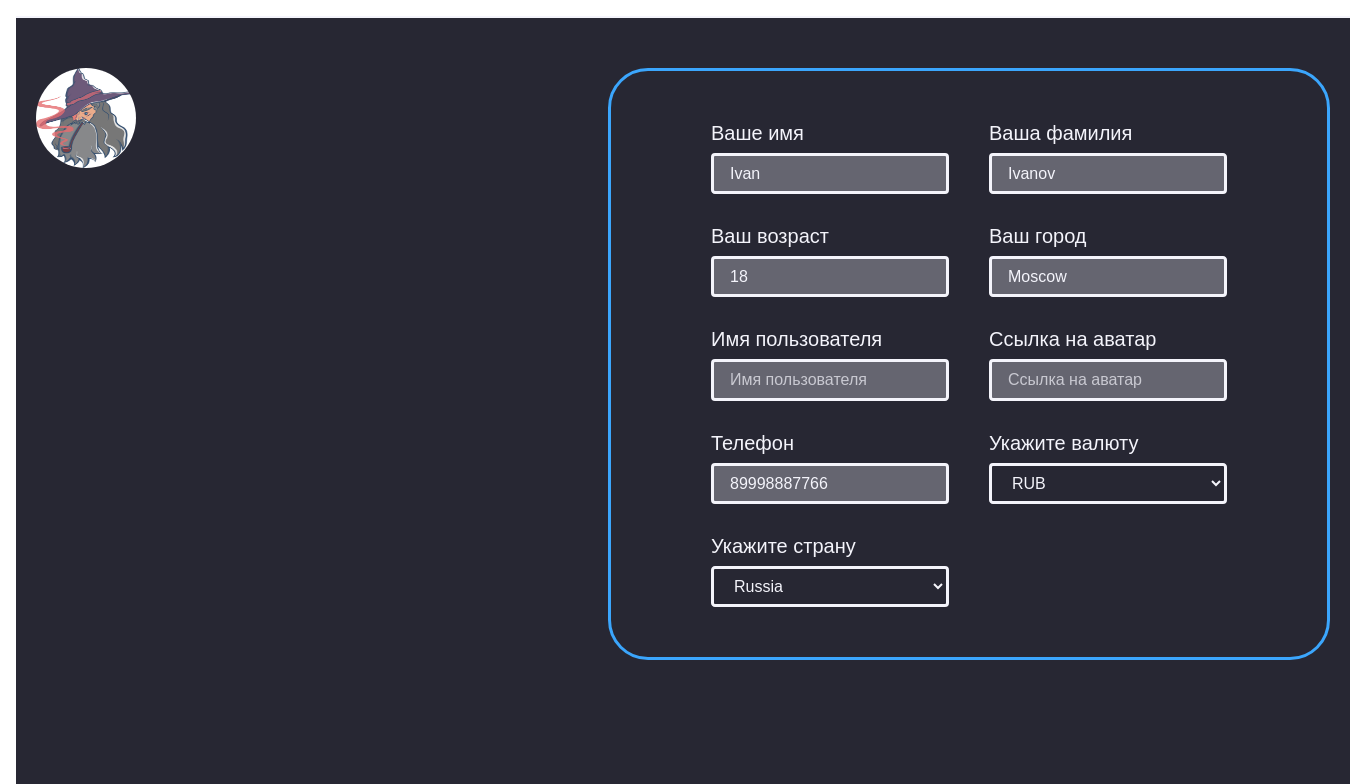 Ваше имя
Ваша фамилия
Ivan
Ivanov
Ваш возраст
Ваш город
18
Moscow
Имя пользователя
Ссылка на аватар
Имя пользователя
Ссылка на аватар
Телефон
Укажите валюту
89998887766
RUB
Укажите страну
Russia